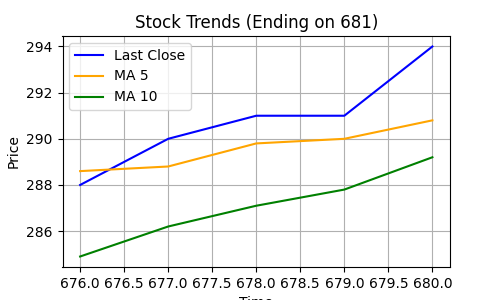 Stock Trends (Ending on 681)
Last Close
MA 5
MA 10
Price
294
292
290
288
286
676.0 676.5 677.0 677.5 678.0 678.5 679.0 679.5 680.0
Time